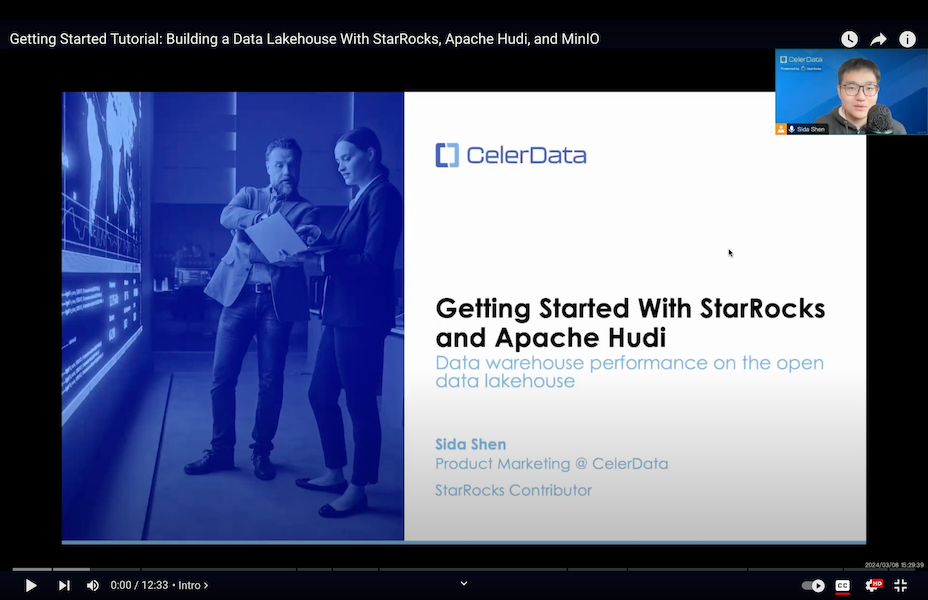 Getting Started Tutorial: Building a Data Lakehouse With StarRocks, Apache Hudi, and MinIO
CelerData
Sida Shen
CelerData
Getting Started With StarRocks
and Apache Hudi
Data warehouse performance on the open
data lakehouse
Sida Shen
Product Marketing @ CelerData
StarRocks Contributor
2024/03/08 15:29:39
0:00 / 12:33 • Intro
CC
HD